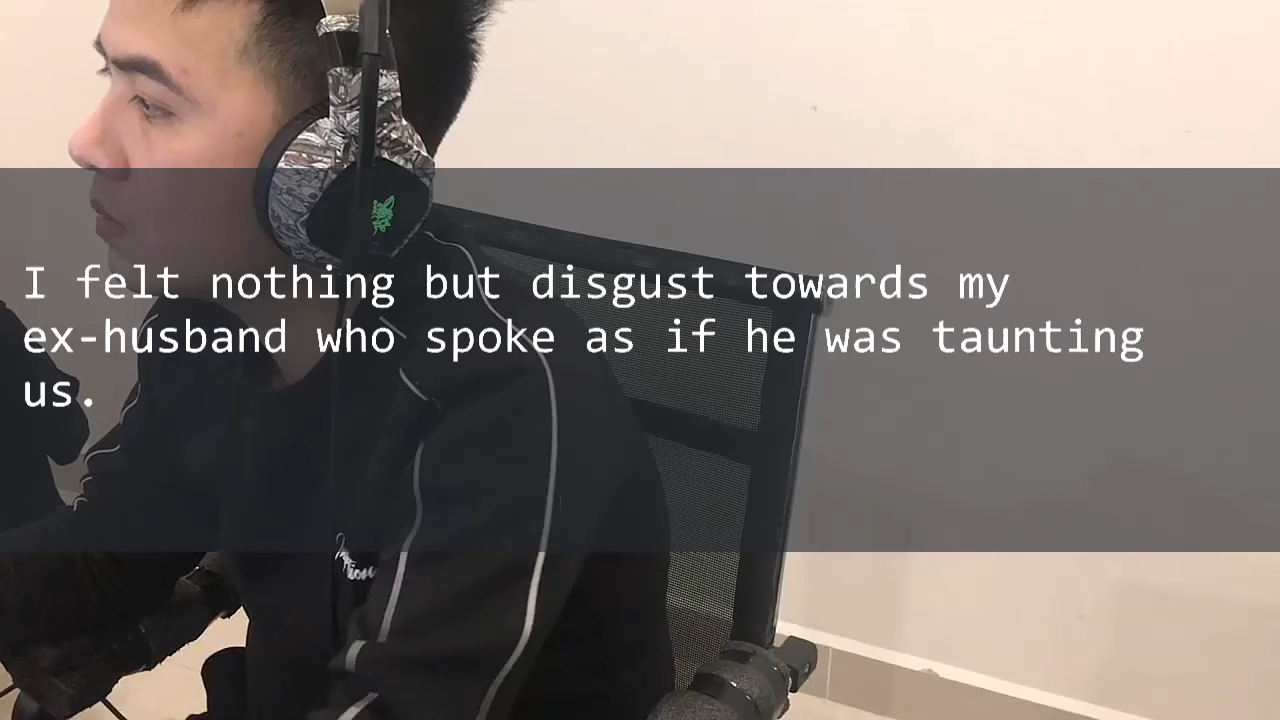 I felt nothing but disgust towards my
ex-husband who spoke as if he was taunting
us.